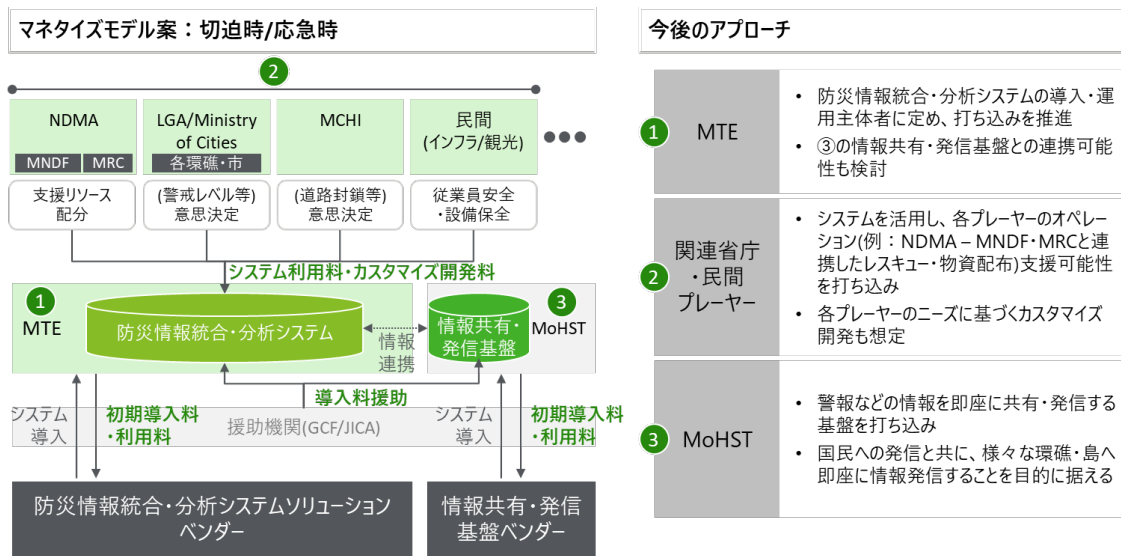 マネタイズモデル案：切迫時/応急時
2
NDMA
MNDF
MRC
LGA/Ministry
of Cities
各環礁・市
MCHI
民間
(インフラ/観光)
支援リソース
配分
(警戒レベル等)
意思決定
(道路封鎖等)
意思決定
従業員安全
・設備保全
システム利用料・カスタマイズ開発料
1
MTE
防災情報統合・分析システム
情報
連携
情報共有・
発信基盤
3
MoHST
導入料援助
システム
導入
初期導入料
・利用料
援助機関(GCF/JICA)
システム
導入
初期導入料
・利用料
防災情報統合・分析システムソリューション
ベンダー
情報共有・発信
基盤ベンダー
今後のアプローチ
1
MTE
• 防災情報統合・分析システムの導入・運
用主体者に定め、打ち込みを推進
• ③の情報共有・発信基盤との連携可能
性も検討
2
関連省庁
・民間
プレーヤー
• システムを活用し、各プレーヤーのオペレー
ション(例：NDMA – MNDF・MRCと連
携したレスキュー・物資配布)支援可能性
を打ち込み
• 各プレーヤーのニーズに基づくカスタマイズ
開発も想定
3
MoHST
• 警報などの情報を即座に共有・発信する
基盤を打ち込み
• 国民への発信と共に、様々な環礁・島へ
即座に情報発信することを目的に据える